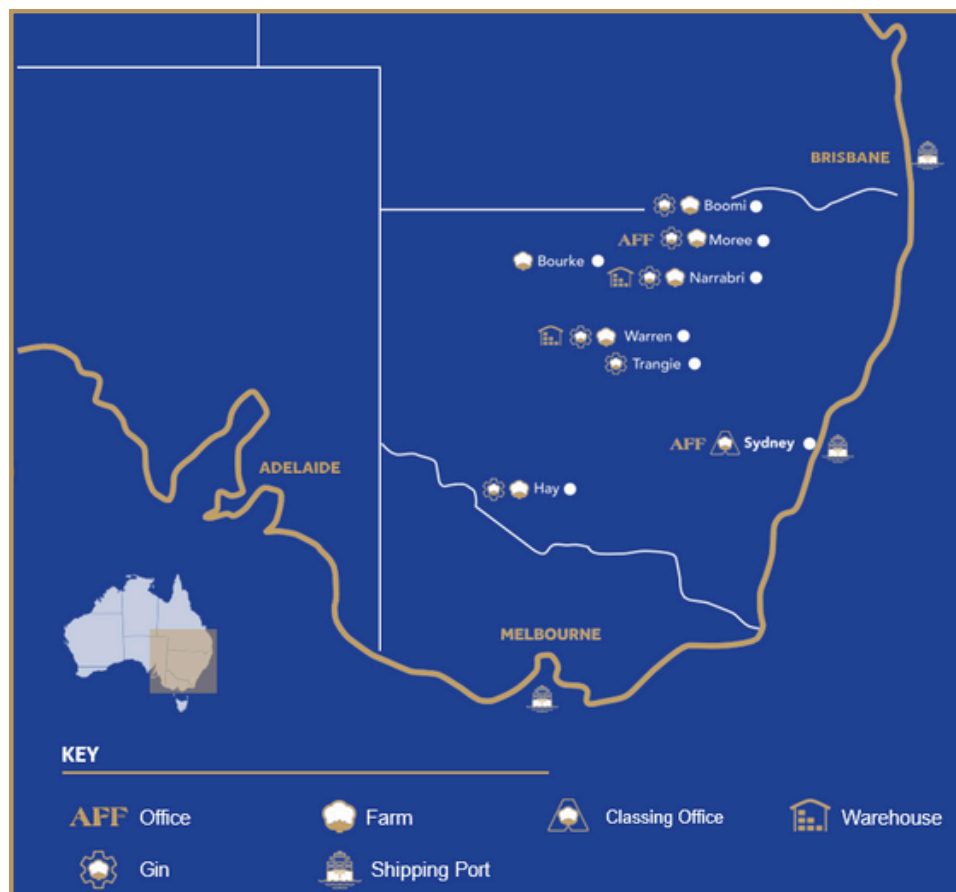 BRISBANE
Boomi
AFF Moree
Bourke
Narrabri
Warren
Trangie
AFF Sydney
ADELAIDE
Hay
MELBOURNE
KEY
AFF Office Farm Classing Office Warehouse
Gin Shipping Port